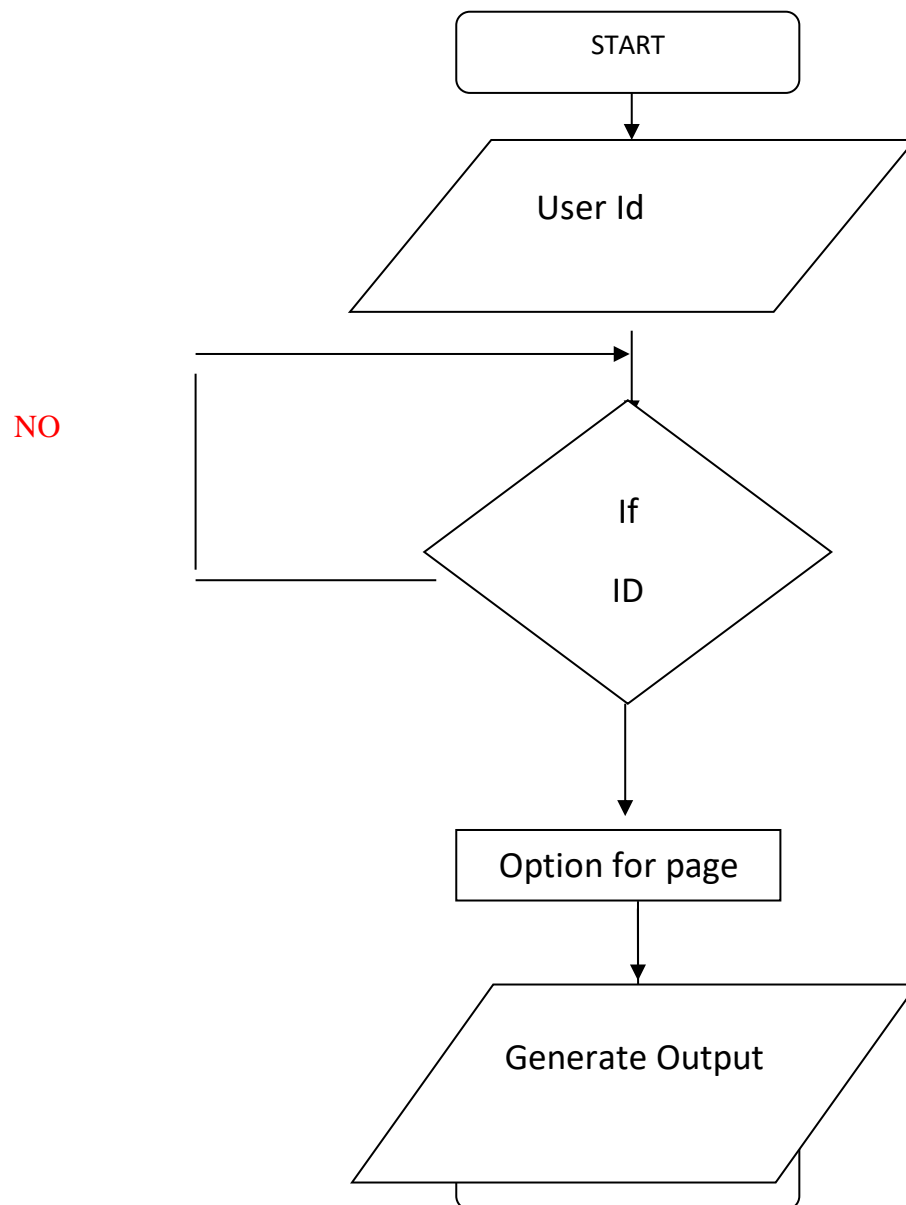 START
User Id
NO
If
ID
Option for page
Generate Output